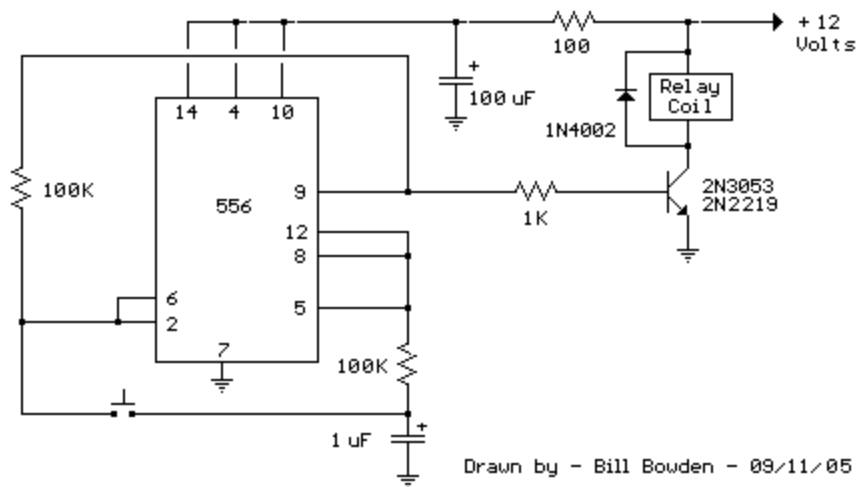 + 12
Volts
100
+
100 uF
Relay
Coil
1N4002
14 4 10
100K
556
9
1K
2N3053
2N2219
12
8
6
5
2
7
100K
+
1 uF
Drawn by - Bill Bowden - 09/11/05